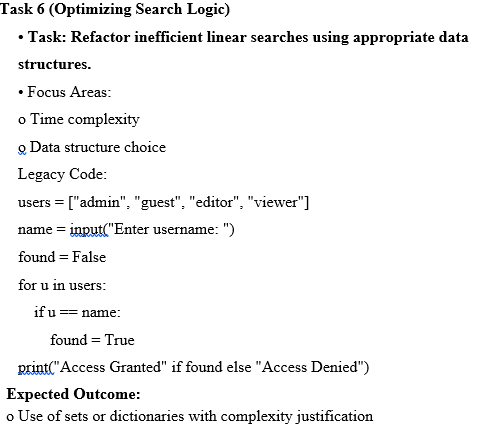 Task 6 (Optimizing Search Logic)
• Task: Refactor inefficient linear searches using appropriate data
structures.
• Focus Areas:
o Time complexity
o Data structure choice
Legacy Code:
users = ["admin", "guest", "editor", "viewer"]
name = input("Enter username: ")
found = False
for u in users:
if u == name:
found = True
print("Access Granted" if found else "Access Denied")
Expected Outcome:
o Use of sets or dictionaries with complexity justification